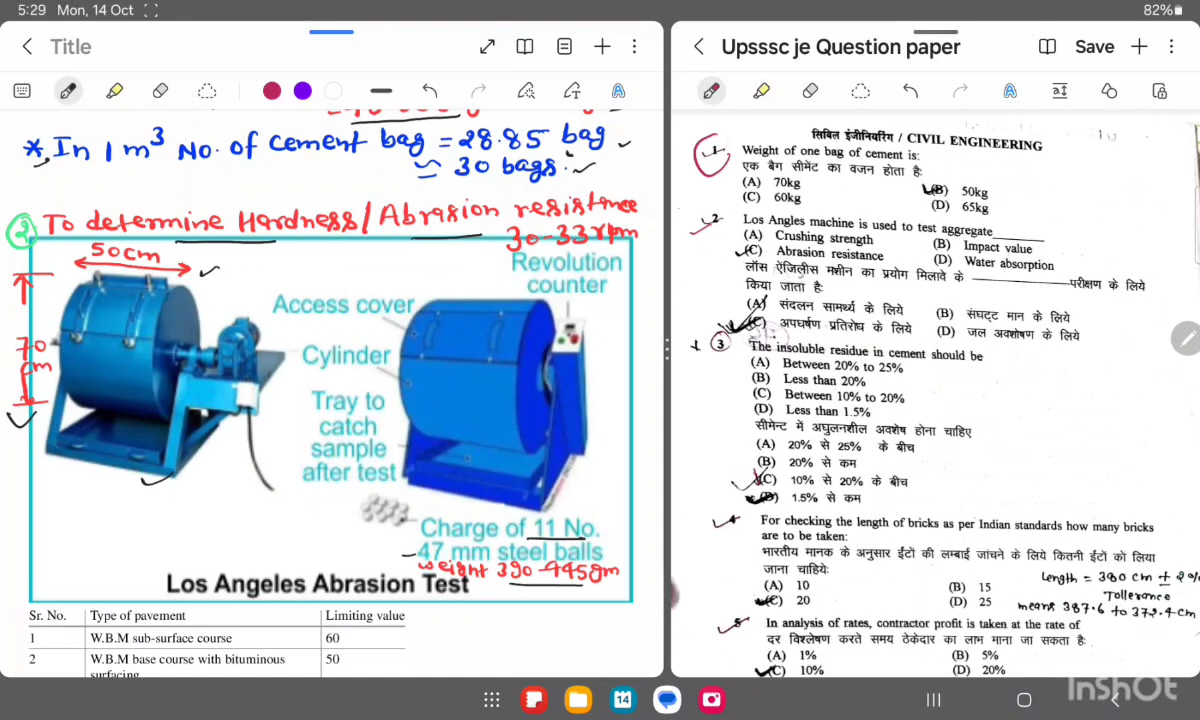 5:29 Mon, 14 Oct
82%
Title
Upsssc je Question paper
Save
* In 1 m³ No. of cement bag = 28.85 bag
≃ 30 bags.
2 To determine Hardness/Abrasion resistance
30-33 rpm
50cm
70 cm
Revolution
counter
Access cover
Cylinder
Tray to
catch
sample
after test
Charge of 11 No.
47 mm steel balls
weight 390-445gm
Los Angeles Abrasion Test
Sr. No. Type of pavement Limiting value
1 W.B.M sub-surface course 60
2 W.B.M base course with bituminous 50
surfacing
सिविल इंजीनियरिंग / CIVIL ENGINEERING
1 Weight of one bag of cement is:
एक बैग सीमेंट का वजन होता है:
(A) 70kg (B) 50kg
(C) 60kg (D) 65kg
2 Los Angles machine is used to test aggregate
(A) Crushing strength (B) Impact value
(C) Abrasion resistance (D) Water absorption
लॉस ऐंजिलीस मशीन का प्रयोग मिलावे के ____ परीक्षण के लिये
किया जाता है:
(A) संदलन सामर्थ्य के लिये (B) संघट्ट मान के लिये
(C) अपघर्षण प्रतिरोध के लिये (D) जल अवशोषण के लिये
3 The insoluble residue in cement should be
(A) Between 20% to 25%
(B) Less than 20%
(C) Between 10% to 20%
(D) Less than 1.5%
सीमेन्ट में अघुलनशील अवशेष होना चाहिए
(A) 20% से 25% के बीच
(B) 20% से कम
(C) 10% से 20% के बीच
(D) 1.5% से कम
4 For checking the length of bricks as per Indian standards how many bricks
are to be taken:
भारतीय मानक के अनुसार ईंटों की लम्बाई जांचने के लिये कितनी ईंटों को लिया
जाना चाहिये:
(A) 10 (B) 15
(C) 20 (D) 25
Length = 380 cm ± 2%
Tollerance
means 387.6 to 372.4 cm
5 In analysis of rates, contractor profit is taken at the rate of
दर विश्लेषण करते समय ठेकेदार का लाभ माना जा सकता है:
(A) 1% (B) 5%
(C) 10% (D) 20%
InShOt